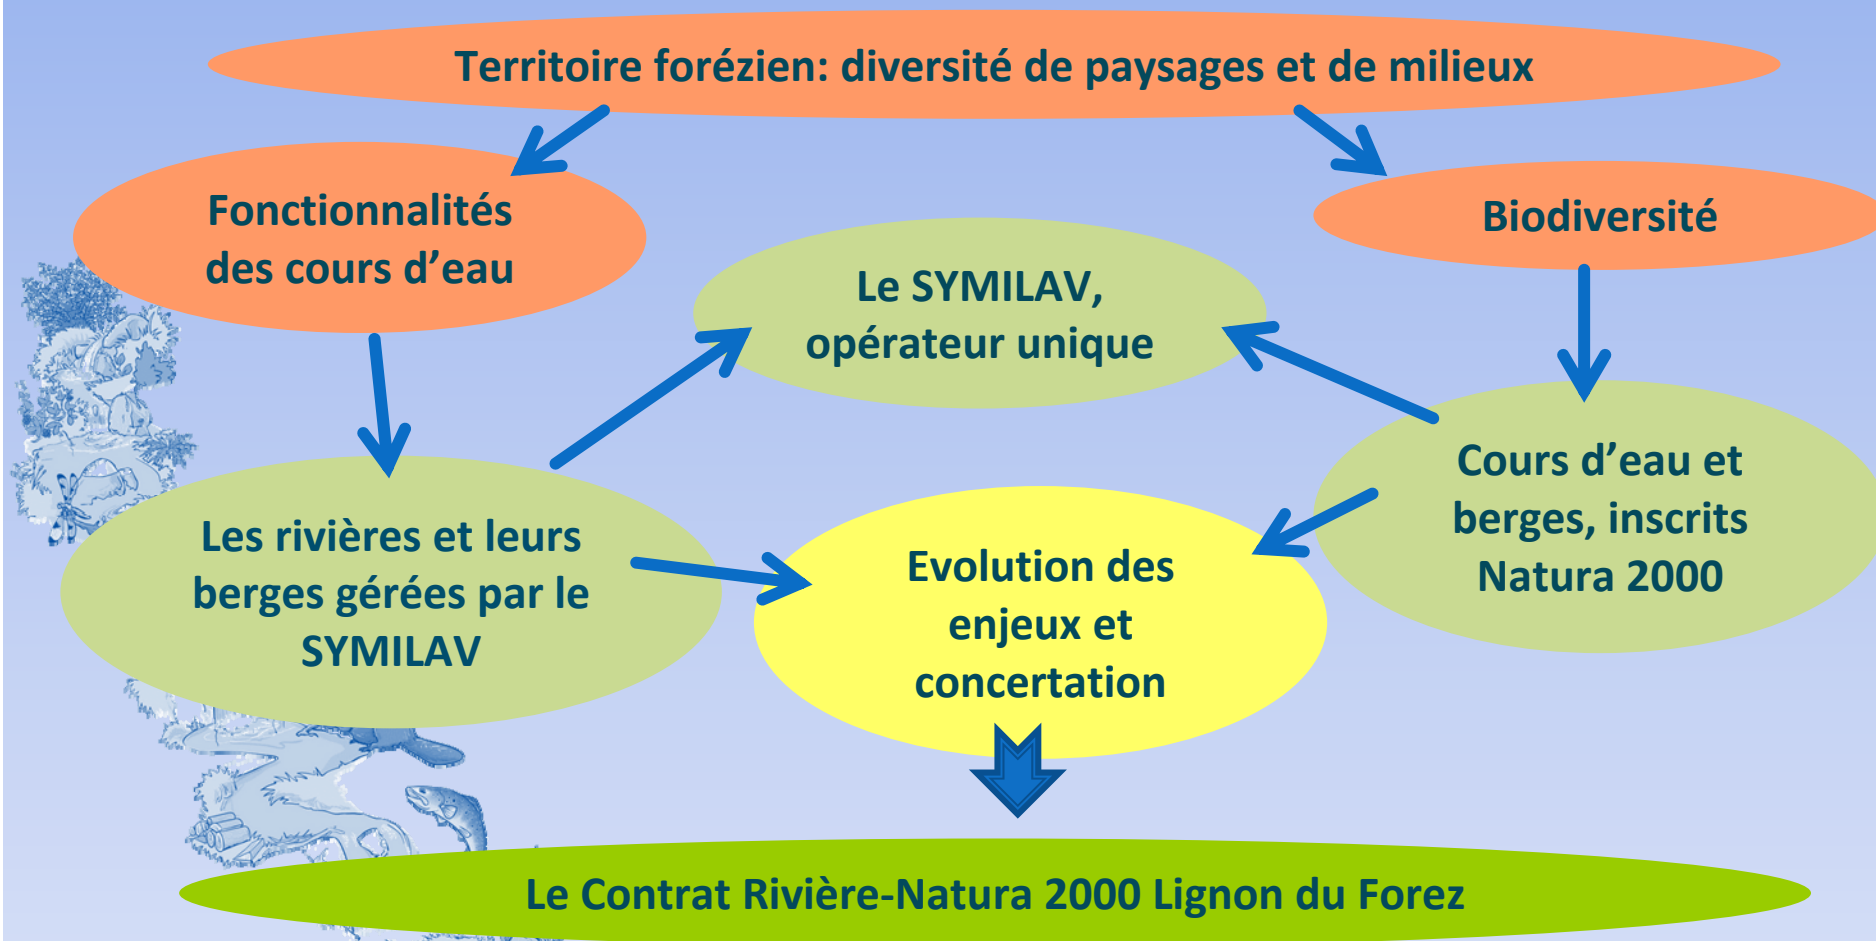 Territoire forézien: diversité de paysages et de milieux
Fonctionnalités
des cours d’eau
Biodiversité
Le SYMILAV,
opérateur unique
Les rivières et leurs
berges gérées par le
SYMILAV
Evolution des
enjeux et
concertation
Cours d’eau et
berges, inscrits
Natura 2000
Le Contrat Rivière-Natura 2000 Lignon du Forez